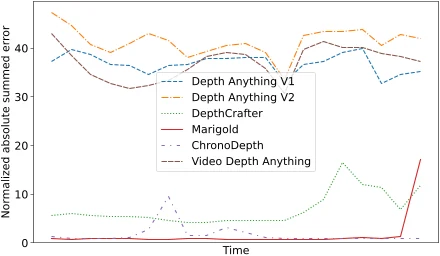 Normalized absolute summed error
40
30
20
10
0
Depth Anything V1
Depth Anything V2
DepthCrafter
Marigold
ChronoDepth
Video Depth Anything
Time